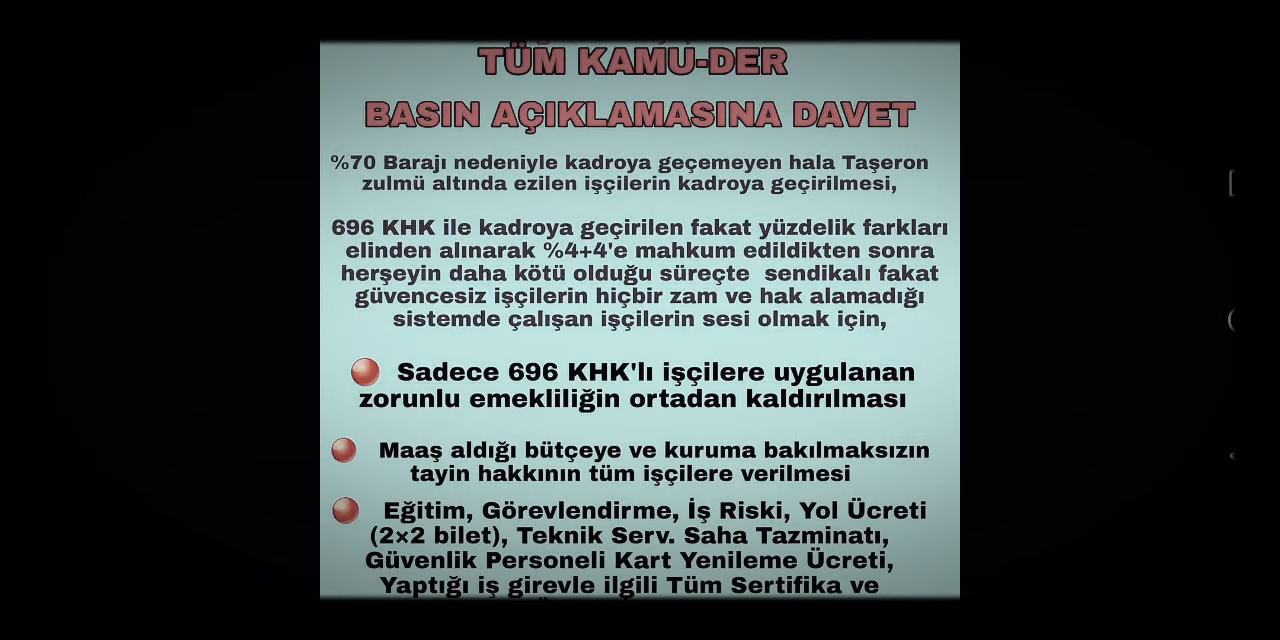 TÜM KAMU-DER
BASIN AÇIKLAMASINA DAVET
%70 Barajı nedeniyle kadroya geçemeyen hala Taşeron
zulmü altında ezilen işçilerin kadroya geçirilmesi,
696 KHK ile kadroya geçirilen fakat yüzdelik farkları
elinden alınarak %4+4'e mahkum edildikten sonra
herşeyin daha kötü olduğu süreçte sendikalı fakat
güvencesiz işçilerin hiçbir zam ve hak alamadığı
sistemde çalışan işçilerin sesi olmak için,
Sadece 696 KHK'lı işçilere uygulanan
zorunlu emekliliğin ortadan kaldırılması
Maaş aldığı bütçeye ve kuruma bakılmaksızın
tayin hakkının tüm işçilere verilmesi
Eğitim, Görevlendirme, İş Riski, Yol Ücreti
(2×2 bilet), Teknik Serv. Saha Tazminatı,
Güvenlik Personeli Kart Yenileme Ücreti,
Yaptığı iş girevle ilgili Tüm Sertifika ve